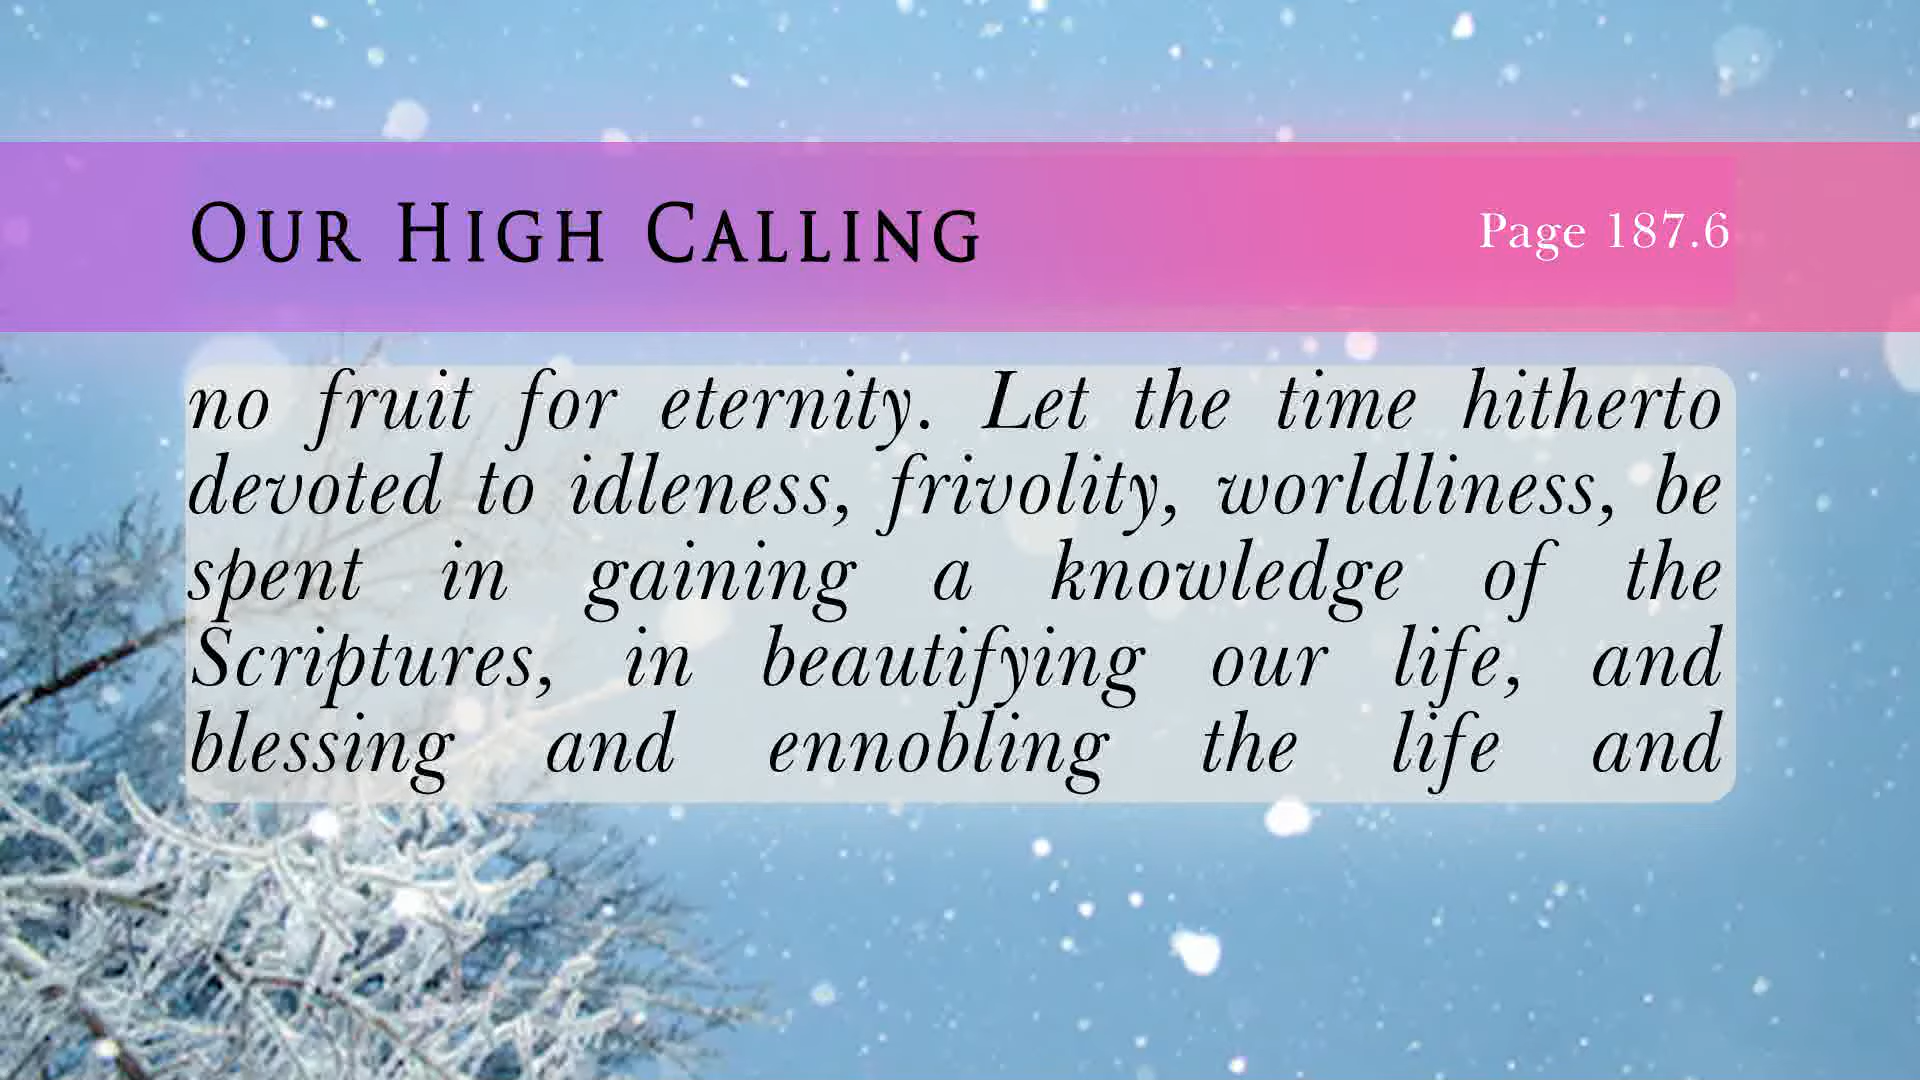 Our High Calling
Page 187.6
no fruit for eternity. Let the time hitherto
devoted to idleness, frivolity, worldliness, be
spent in gaining a knowledge of the
Scriptures, in beautifying our life, and
blessing and ennobling the life and